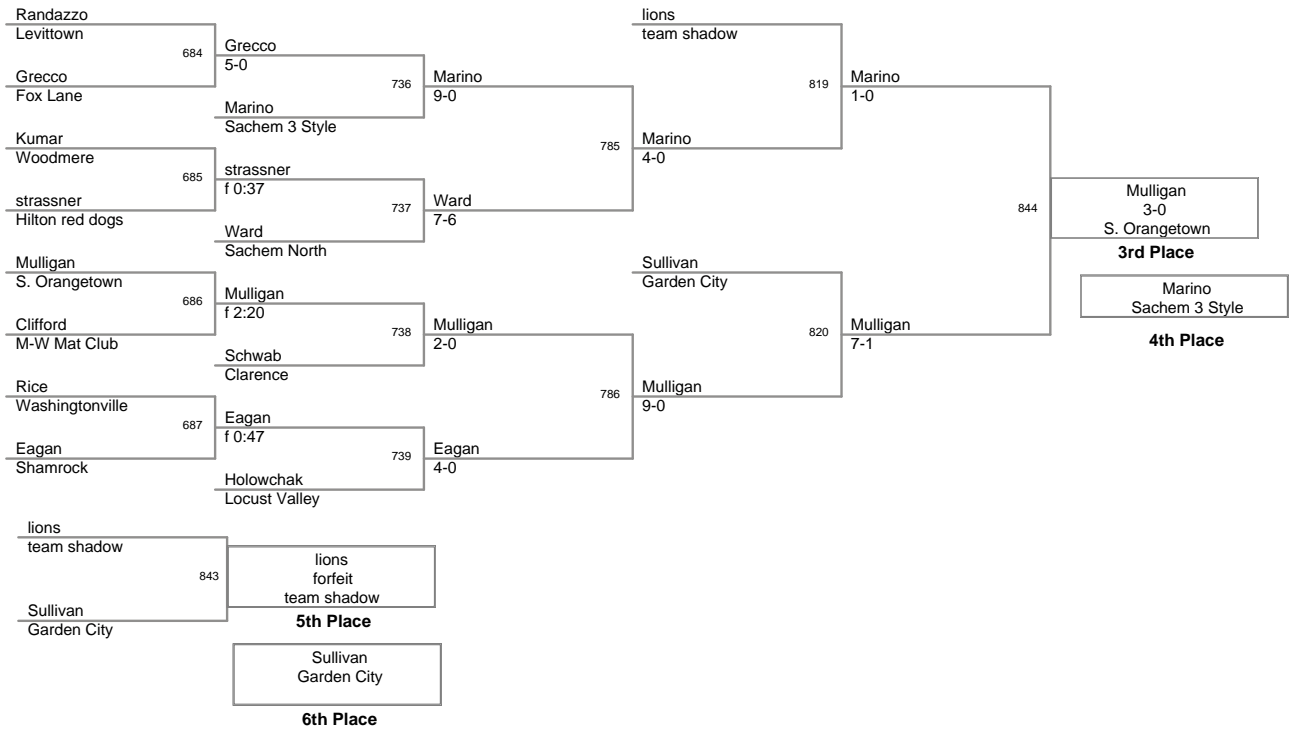 Randazzo
Levittown
684
Grecco
Fox Lane
Kumar
Woodmere
685
strassner
Hilton red dogs
Mulligan
S. Orangetown
686
Clifford
M-W Mat Club
Rice
Washingtonville
687
Eagan
Shamrock
Grecco
5-0
736
Marino
Sachem 3 Style
strassner
f 0:37
737
Ward
Sachem North
Mulligan
f 2:20
738
Schwab
Clarence
Eagan
f 0:47
739
Holowchak
Locust Valley
Marino
9-0
785
Ward
7-6
Mulligan
2-0
786
Eagan
4-0
lions
team shadow
819
Marino
4-0
Sullivan
Garden City
820
Mulligan
9-0
Marino
1-0
844
Mulligan
7-1
Mulligan
3-0
S. Orangetown
3rd Place
Marino
Sachem 3 Style
4th Place
lions
team shadow
843
Sullivan
Garden City
lions
forfeit
team shadow
5th Place
Sullivan
Garden City
6th Place